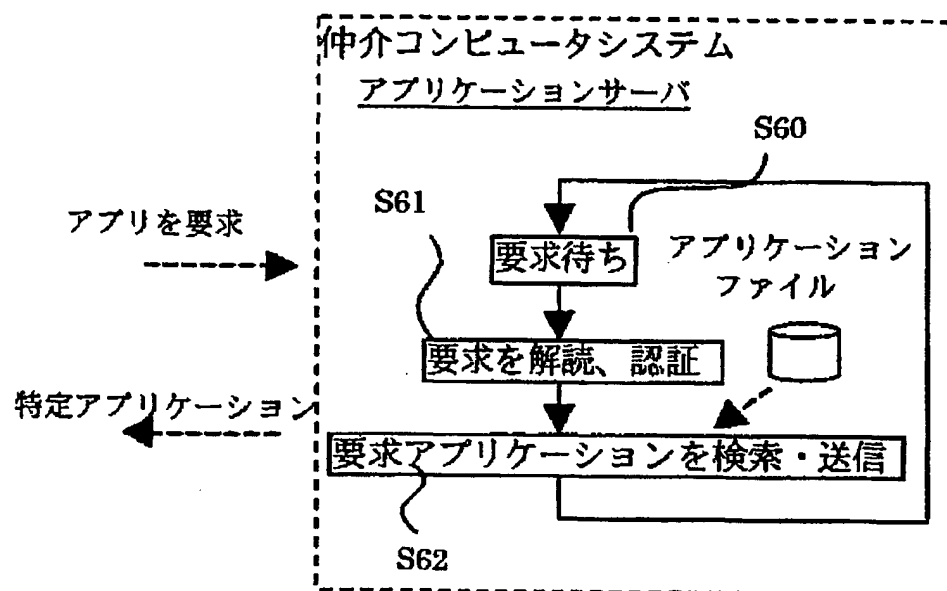 仲介コンピュータシステム
アプリケーションサーバ
S60
S61
アプリを要求
要求待ち
アプリケーション
ファイル
要求を解読、認証
特定アプリケーション
要求アプリケーションを検索・送信
S62